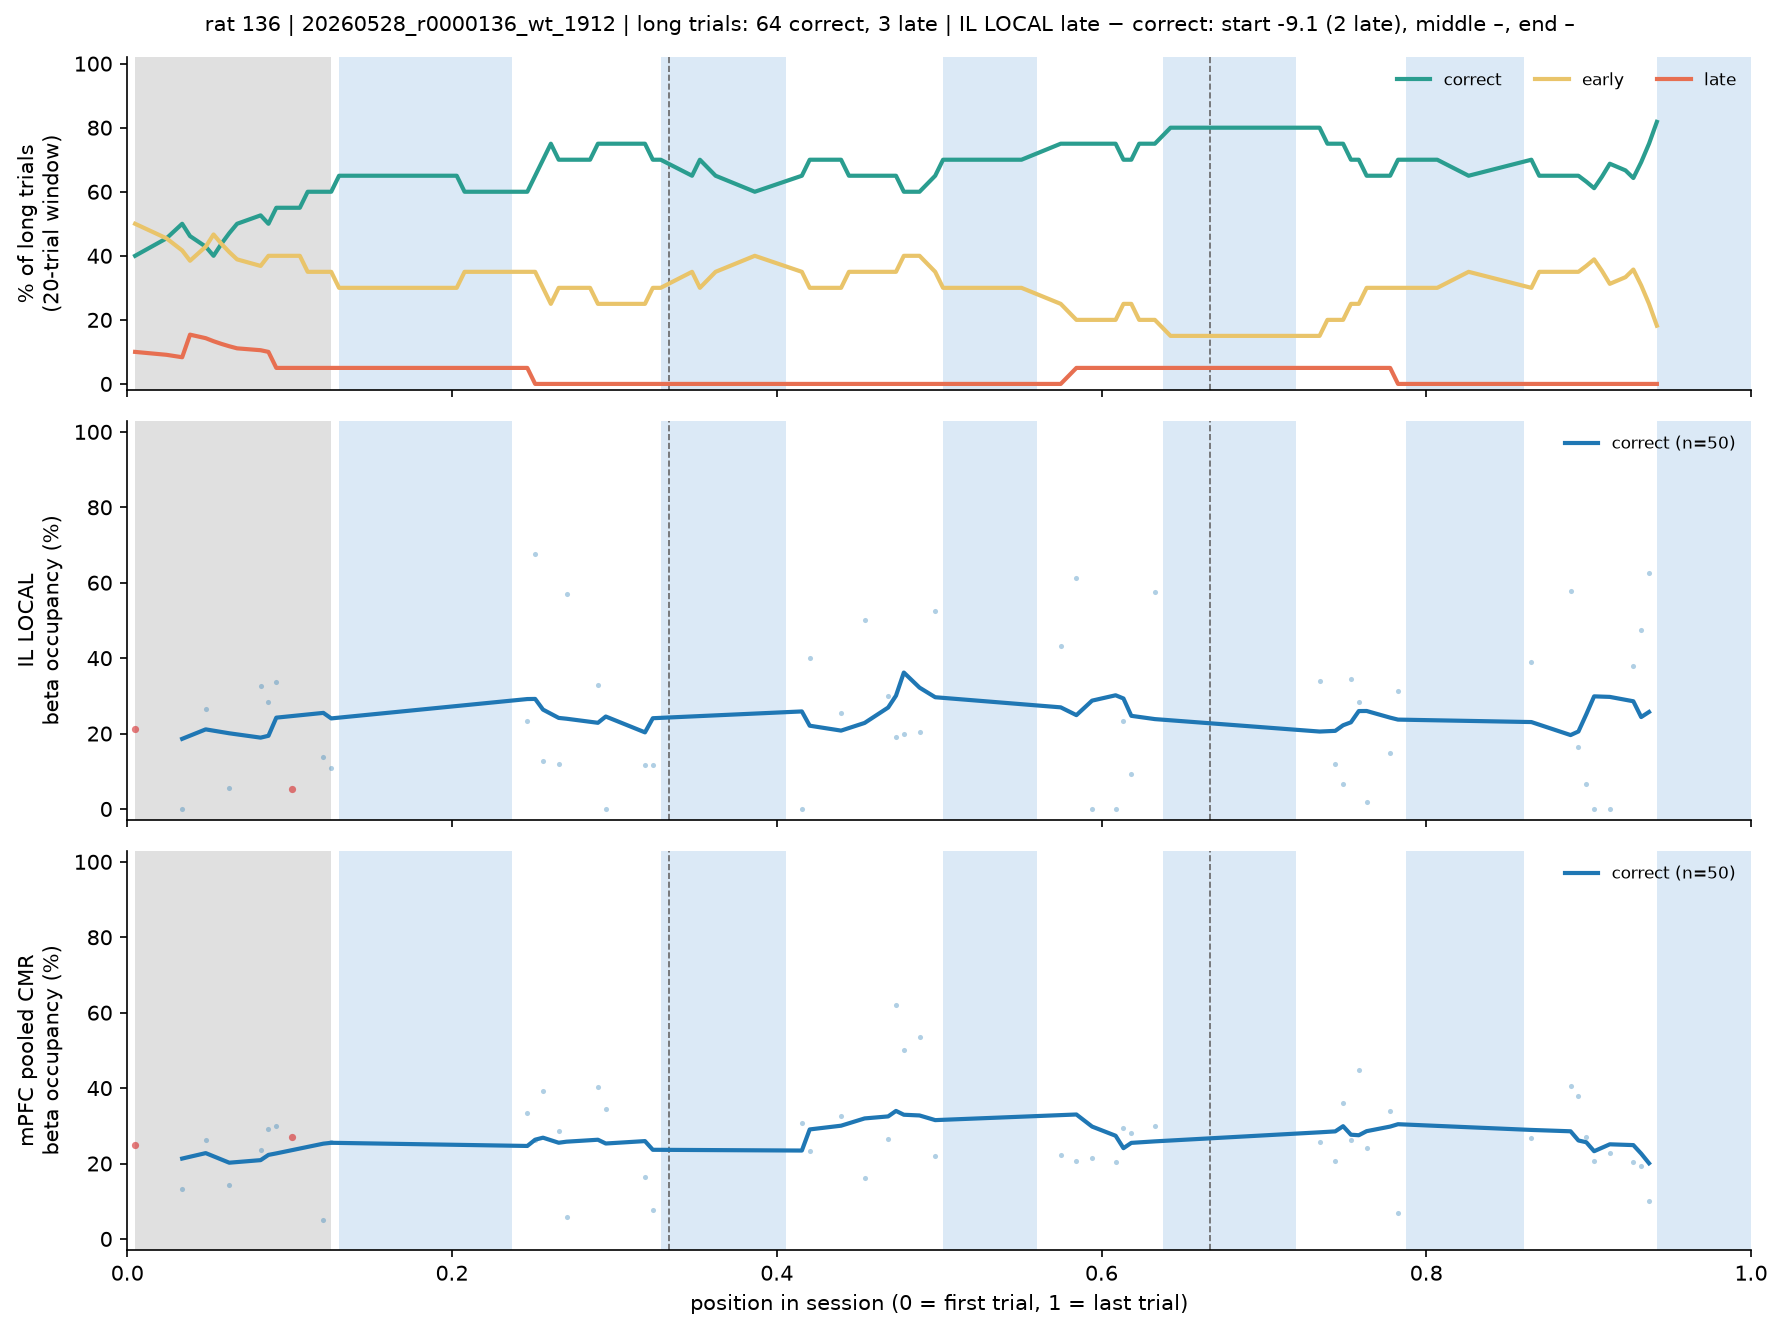 rat 136 | 20260528_r0000136_wt_1912 | long trials: 64 correct, 3 late | IL LOCAL late − correct: start -9.1 (2 late), middle –, end –
% of long trials
(20-trial window)
100
80
60
40
20
0
correct
early
late
IL LOCAL
beta occupancy (%)
100
80
60
40
20
0
correct (n=50)
mPFC pooled CMR
beta occupancy (%)
100
80
60
40
20
0
correct (n=50)
0.0 0.2 0.4 0.6 0.8 1.0
position in session (0 = first trial, 1 = last trial)